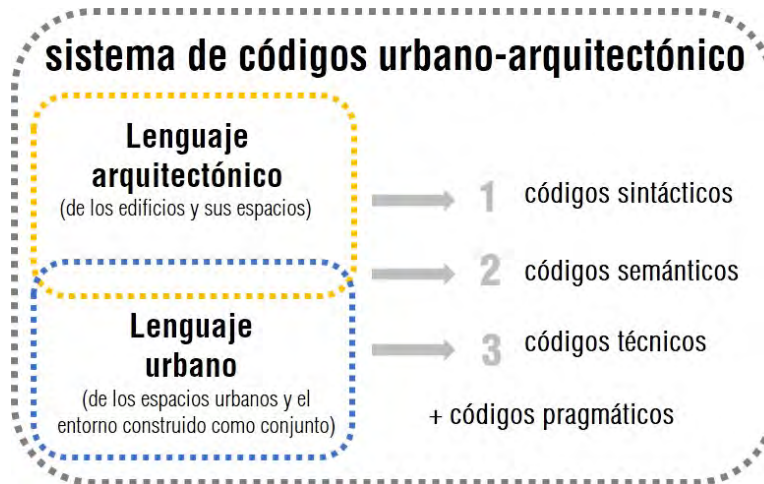 sistema de códigos urbano-arquitectónico
Lenguaje
arquitectónico
(de los edificios y sus espacios)
Lenguaje
urbano
(de los espacios urbanos y el
entorno construido como conjunto)
1 códigos sintácticos
2 códigos semánticos
3 códigos técnicos
+ códigos pragmáticos